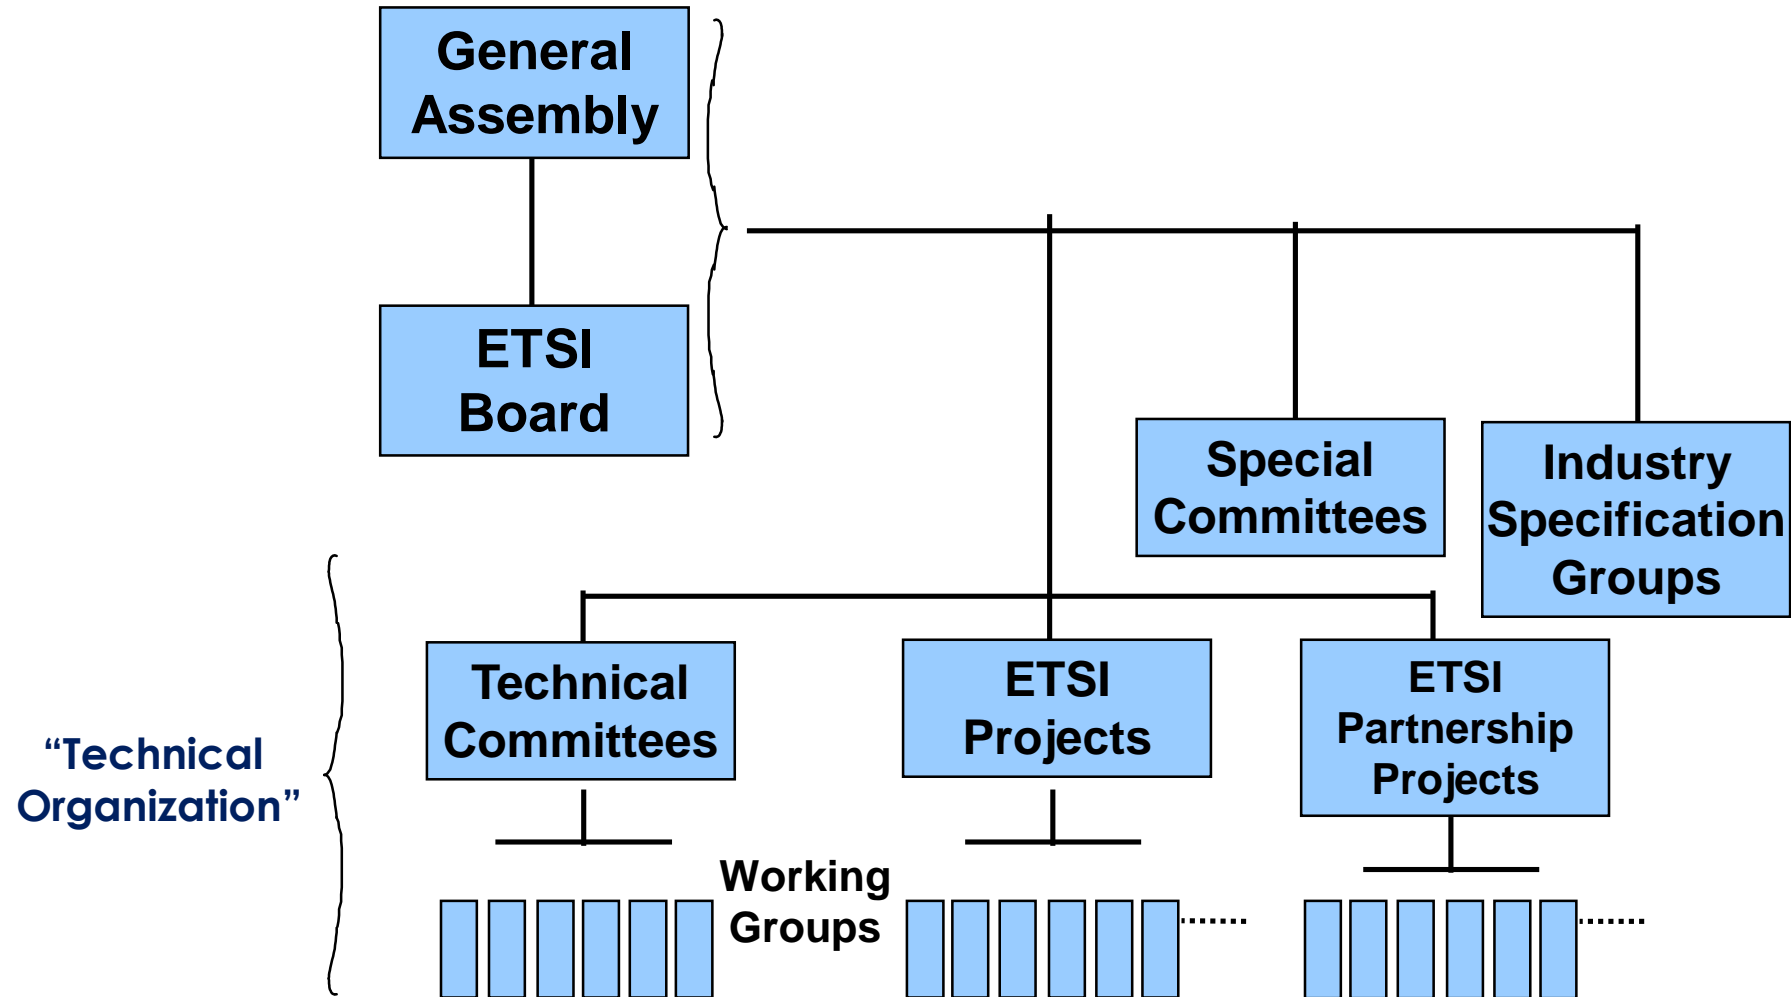 General
Assembly
ETSI
Board
Special
Committees
Industry
Specification
Groups
Technical
Committees
ETSI
Projects
ETSI
Partnership
Projects
“Technical
Organization”
Working
Groups